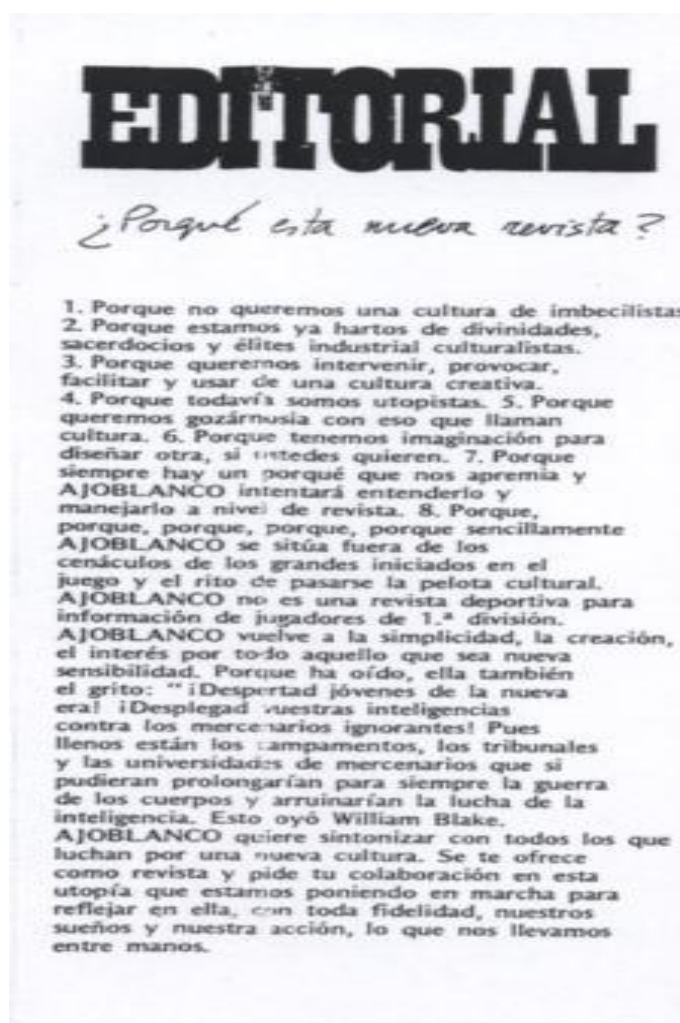 EDITORIAL
¿Porqué esta nueva revista?
1. Porque no queremos una cultura de imbecilistas
2. Porque estamos ya hartos de divinidades,
sacerdocios y élites industrial culturalistas.
3. Porque queremos intervenir, provocar,
facilitar y usar de una cultura creativa.
4. Porque todavía somos utopistas. 5. Porque
queremos gozárnosla con eso que llaman
cultura. 6. Porque tenemos imaginación para
diseñar otra, si ustedes quieren. 7. Porque
siempre hay un porqué que nos apremia y
AJOBLANCO intentará entenderlo y
manejarlo a nivel de revista. 8. Porque,
porque, porque, porque, porque sencillamente
AJOBLANCO se sitúa fuera de los
cenáculos de los grandes iniciados en el
juego y el rito de pasarse la pelota cultural.
AJOBLANCO no es una revista deportiva para
información de jugadores de 1.ª división.
AJOBLANCO vuelve a la simplicidad, la creación,
el interés por todo aquello que sea nueva
sensibilidad. Porque ha oído, ella también
el grito: "¡Despertad jóvenes de la nueva
era! ¡Desplegad vuestras inteligencias
contra los mercenarios ignorantes! Pues
llenos están los campamentos, los tribunales
y las universidades de mercenarios que si
pudieran prolongarían para siempre la guerra
de los cuerpos y arruinarían la lucha de la
inteligencia. Esto oyó William Blake.
AJOBLANCO quiere sintonizar con todos los que
luchan por una nueva cultura. Se te ofrece
como revista y pide tu colaboración en esta
utopía que estamos poniendo en marcha para
reflejar en ella, con toda fidelidad, nuestros
sueños y nuestra acción, lo que nos llevamos
entre manos.